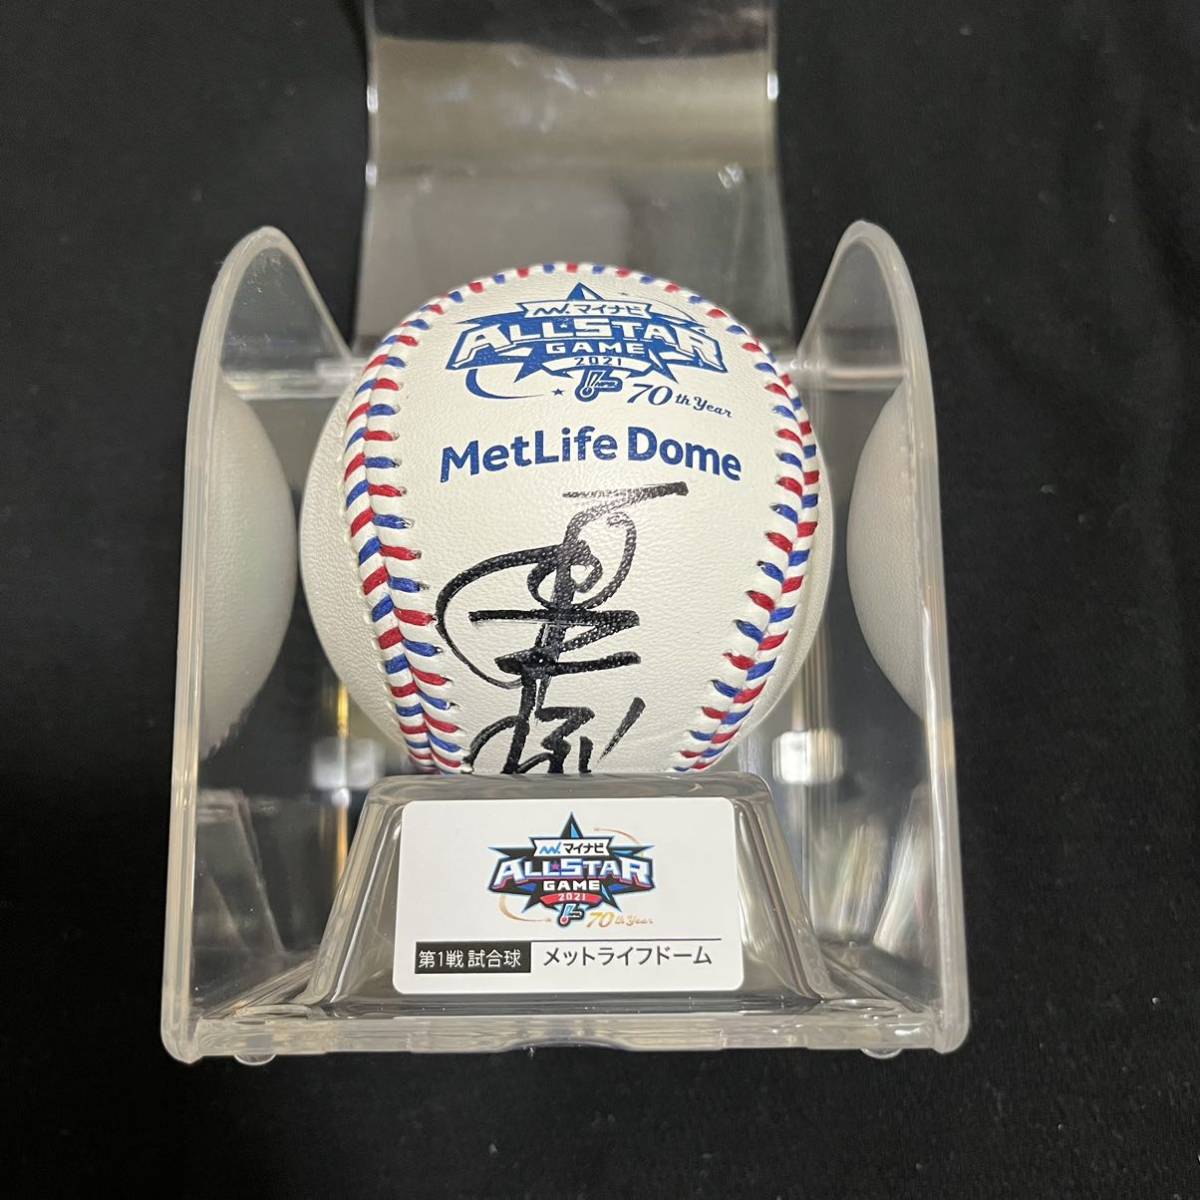 マイナビ
ALLSTAR
GAME
2021
70th Year
MetLife Dome
マイナビ
ALLSTAR
GAME
2021
70th Year
第1戦 試合球 メットライフドーム